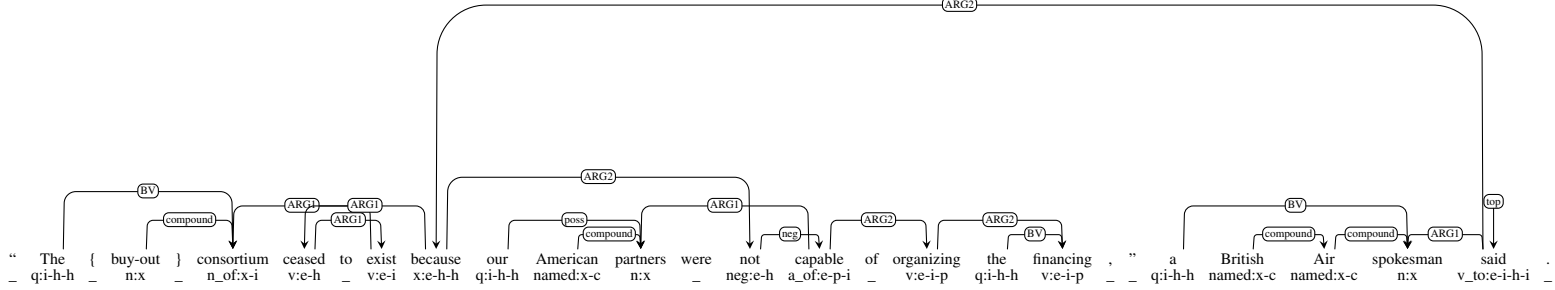 ARG2
ARG2
BV ARG1 ARG1 poss ARG1 ARG2 ARG2 BV top
compound ARG1 compound neg BV compound compound ARG1
“ The { buy-out } consortium ceased to exist because our American partners were not capable of organizing the financing , ” a British Air spokesman said .
_ q:i-h-h _ n:x _ n_of:x-i v:e-h _ v:e-i x:e-h-h q:i-h-h named:x-c n:x _ neg:e-h a_of:e-p-i _ v:e-i-p q:i-h-h v:e-i-p _ _ q:i-h-h named:x-c named:x-c n:x v_to:e-i-h-i _